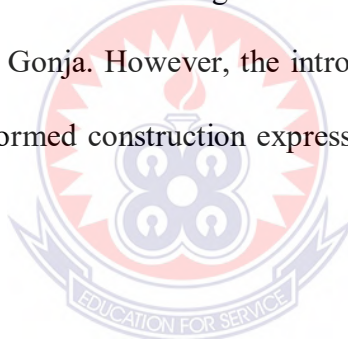 Gonja. However, the intro
ormed construction express
EDUCATION FOR SERVICE